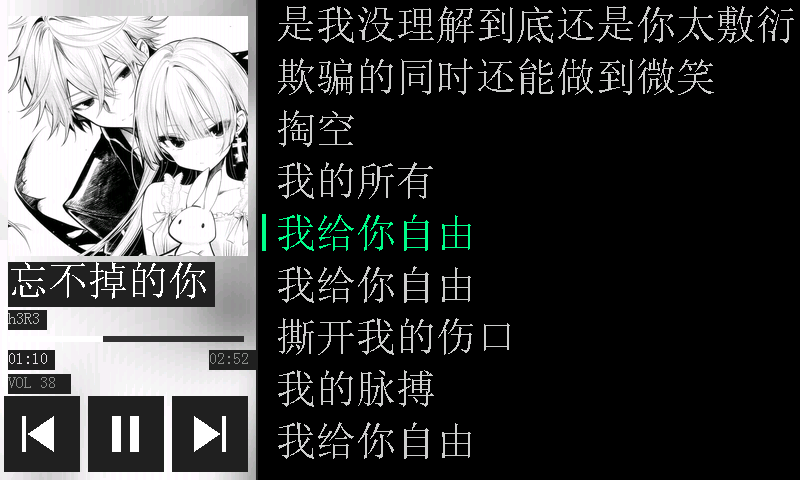 忘不掉的你
h3R3
01:10
02:52
VOL 38
是我没理解到底还是你太敷衍
欺骗的同时还能做到微笑
掏空
我的所有
我给你自由
我给你自由
撕开我的伤口
我的脉搏
我给你自由